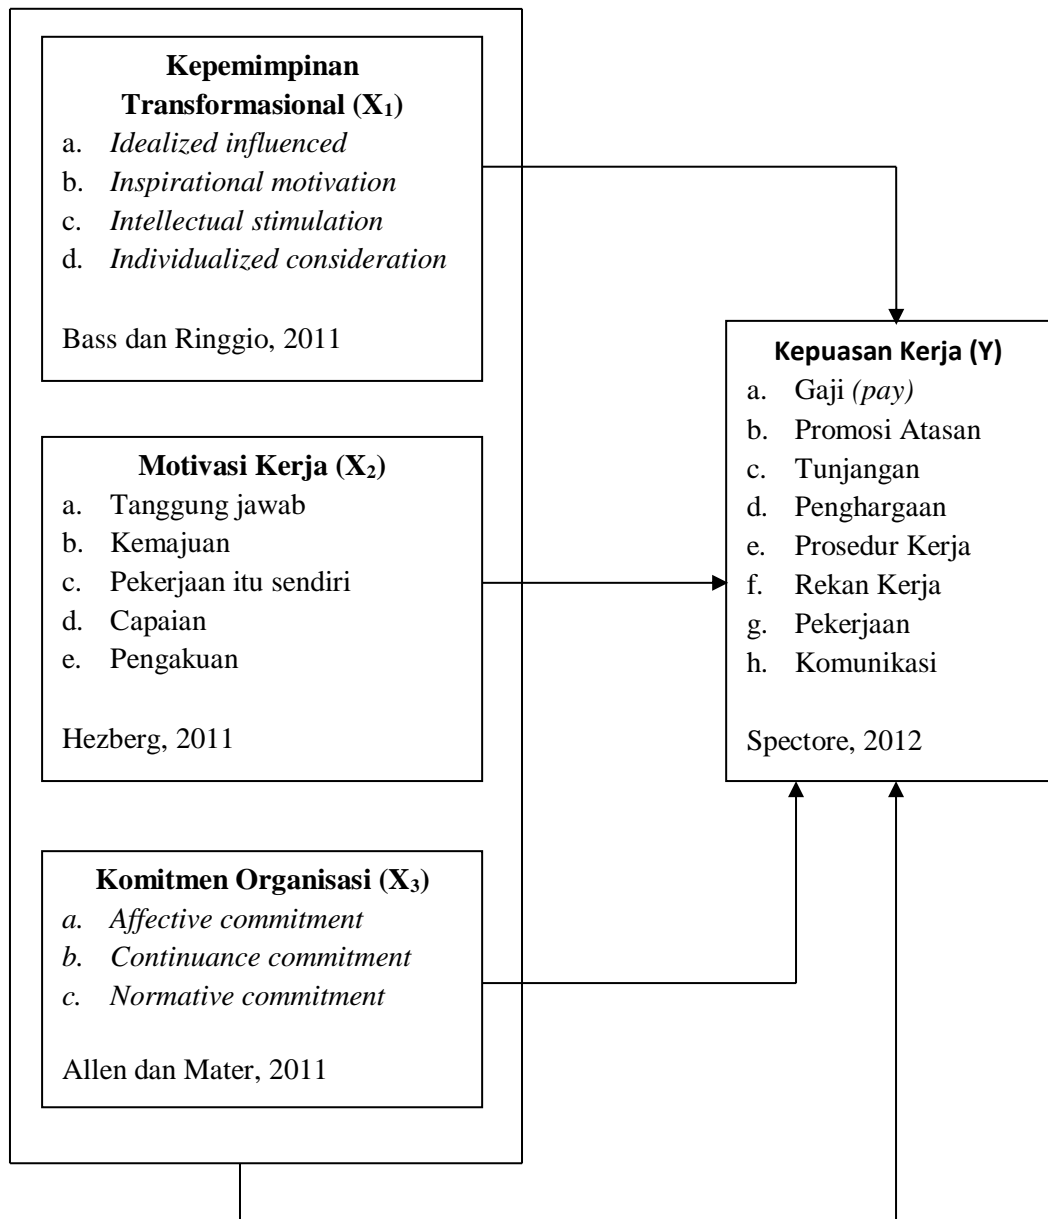 Kepemimpinan
Transformasional (X₁)
a. Idealized influenced
b. Inspirational motivation
c. Intellectual stimulation
d. Individualized consideration
Bass dan Ringgio, 2011
Motivasi Kerja (X₂)
a. Tanggung jawab
b. Kemajuan
c. Pekerjaan itu sendiri
d. Capaian
e. Pengakuan
Hezberg, 2011
Komitmen Organisasi (X₃)
a. Affective commitment
b. Continuance commitment
c. Normative commitment
Allen dan Mater, 2011
Kepuasan Kerja (Y)
a. Gaji (pay)
b. Promosi Atasan
c. Tunjangan
d. Penghargaan
e. Prosedur Kerja
f. Rekan Kerja
g. Pekerjaan
h. Komunikasi
Spectore, 2012